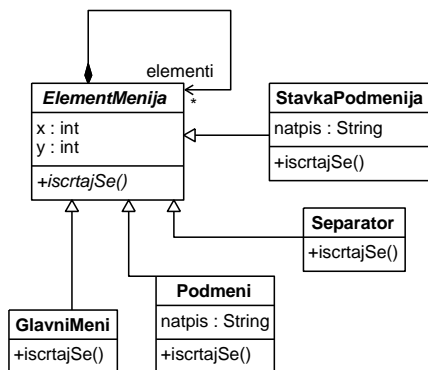 elementi
*
ElementMenija
x : int
y : int
+iscrtajSe()
StavkaPodmenija
natpis : String
+iscrtajSe()
Separator
+iscrtajSe()
Podmeni
natpis : String
+iscrtajSe()
GlavniMeni
+iscrtajSe()